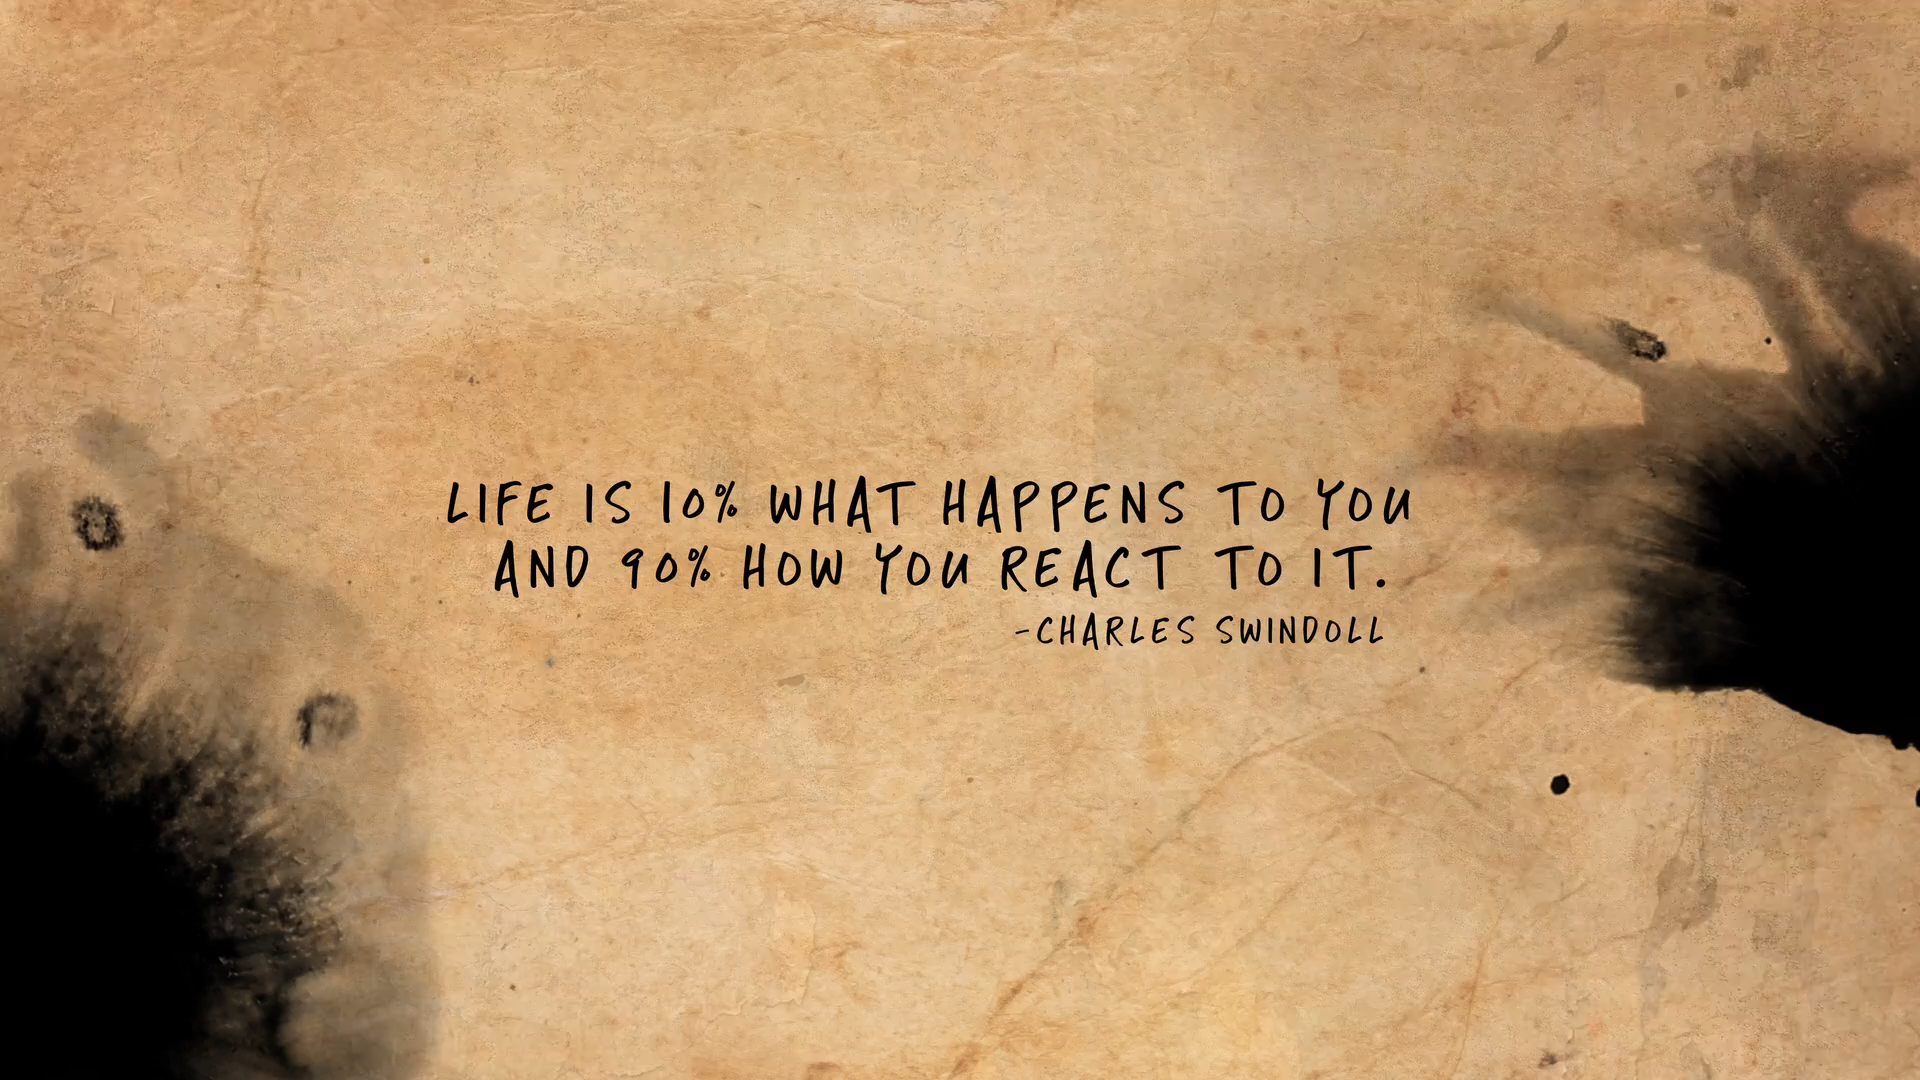 LIFE IS 10% WHAT HAPPENS TO YOU
AND 90% HOW YOU REACT TO IT.
-CHARLES SWINDOLL